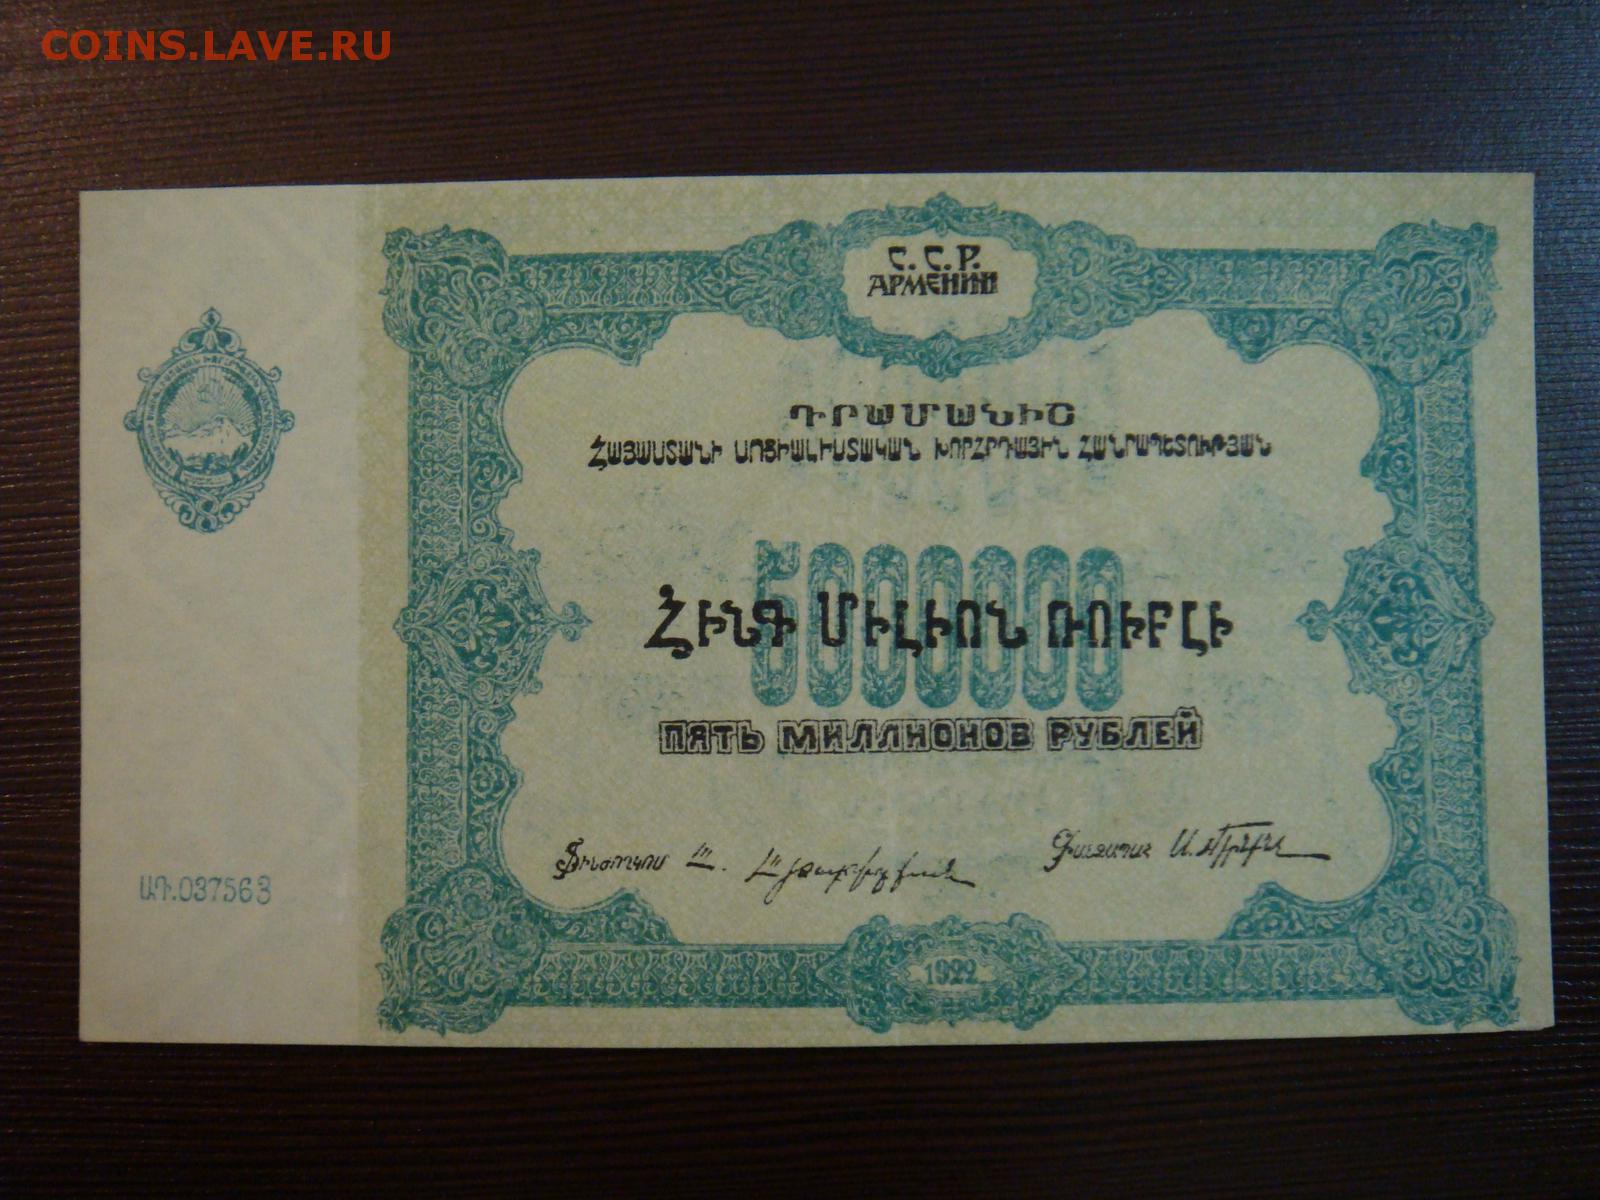 COINS.LAVE.RU
С. С. Р.
АРМЕНИИ
ԴՐԱՄԱՆԻՇ
ՀԱՅԱՍՏԱՆԻ ՍՈՑԻԱԼԻՍՏԱԿԱՆ ԽՈՐՀՐԴԱՅԻՆ ՀԱՆՐԱՊԵՏՈՒԹՅԱՆ
5000000
ՀԻՆԳ ՄԻԼԻՈՆ ՌՈՒԲԼԻ
ПЯТЬ МИЛЛИОНОВ РУБЛЕЙ
ԱԴ.037563
1922